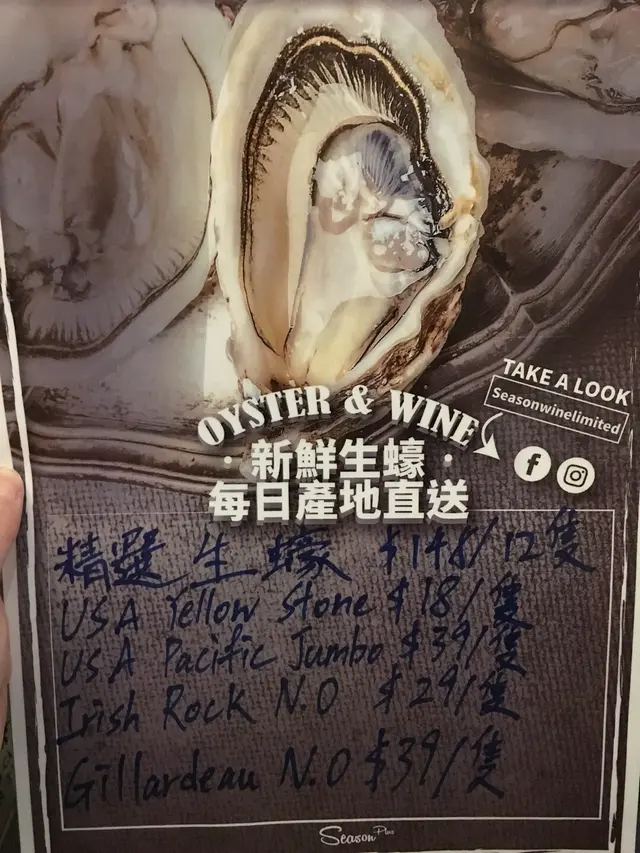 TAKE A LOOK
Seasonwinelimited
OYSTER & WINE
·新鮮生蠔·
每日產地直送
精選 生蠔 $148/12隻
USA Yellow Stone $18/隻
USA Pacific Jumbo $39/隻
Irish Rock N.O $29/隻
Gillardeau N.O $39/隻
Season Plus